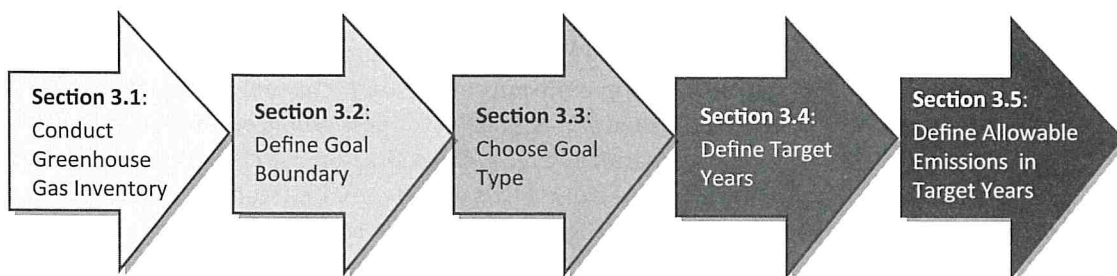 Section 3.1:
Conduct
Greenhouse
Gas Inventory
Section 3.2:
Define Goal
Boundary
Section 3.3:
Choose Goal
Type
Section 3.4:
Define Target
Years
Section 3.5:
Define Allowable
Emissions in
Target Years